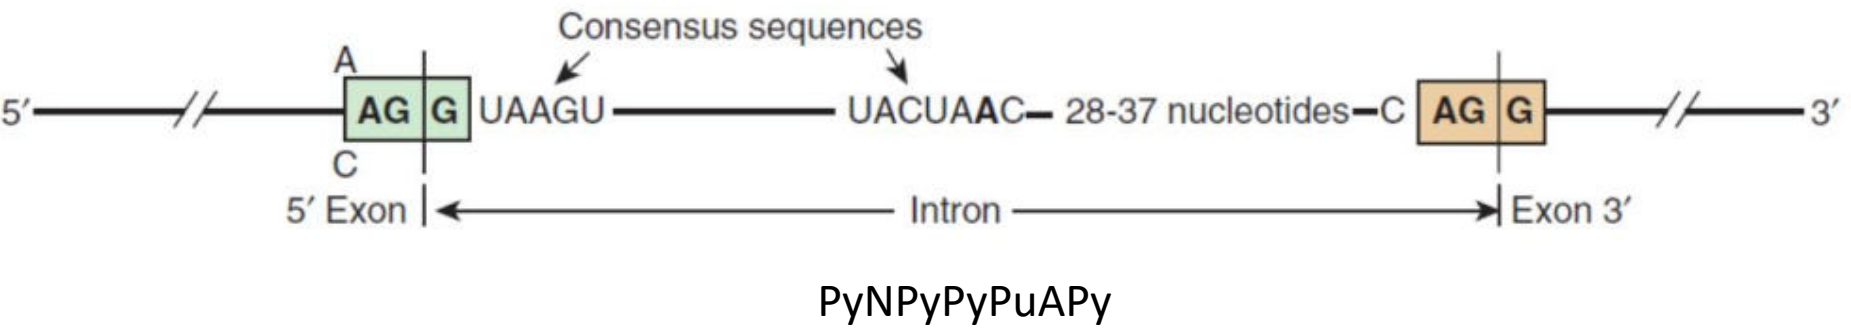 Consensus sequences
A
5′ AG G UAAGU UACUAAC 28-37 nucleotides C AG G 3′
C
5′ Exon Intron Exon 3′
PyNPyPyPuAPy